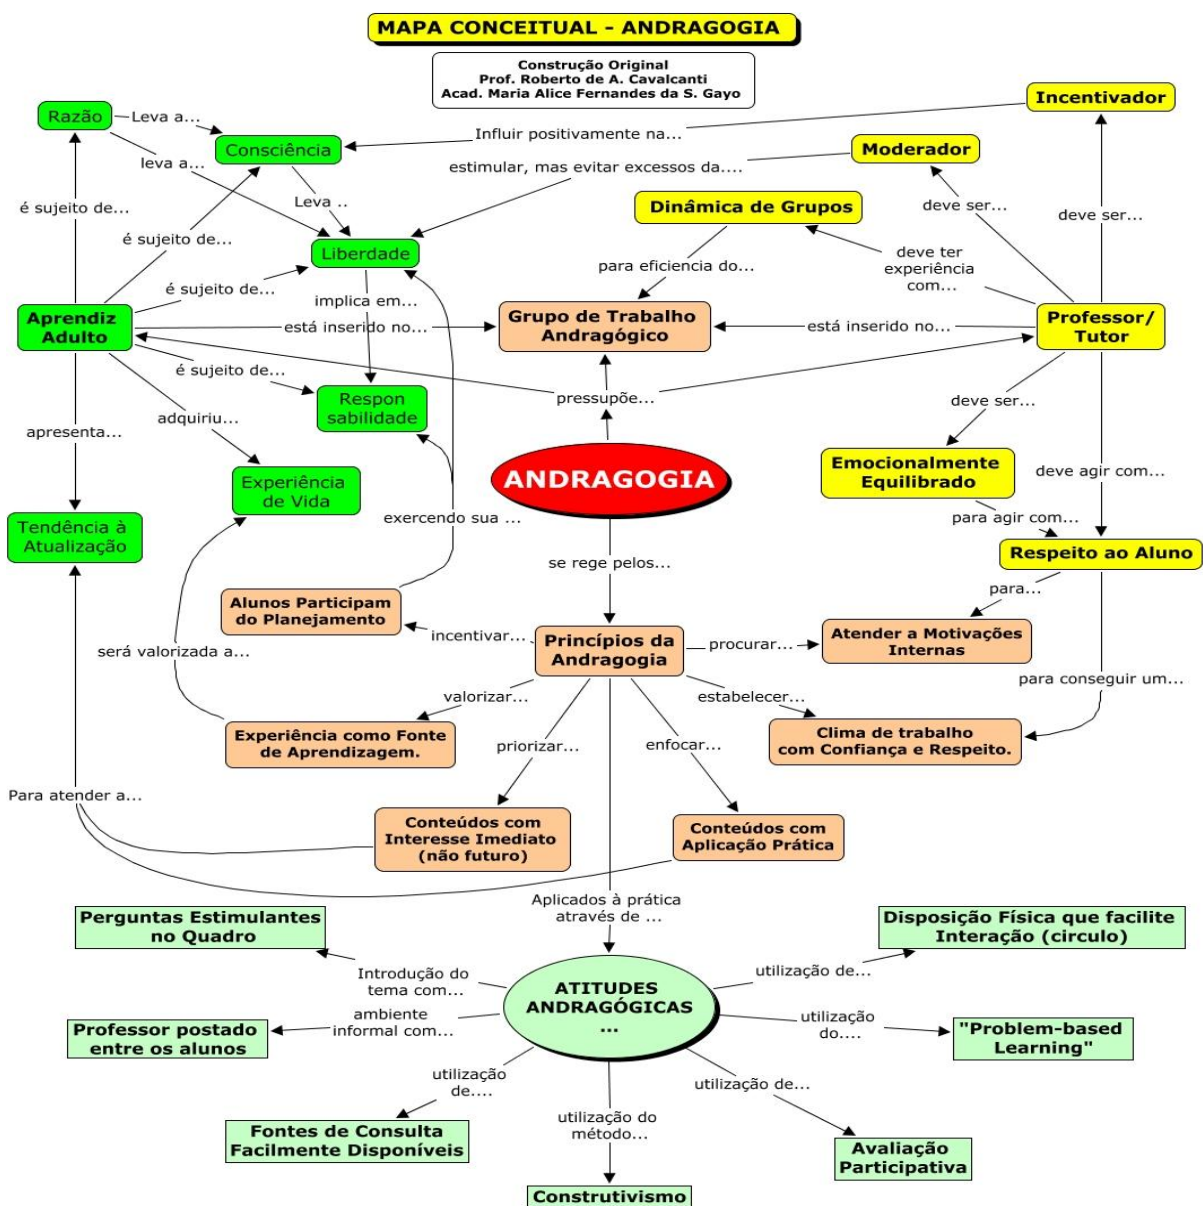 MAPA CONCEITUAL - ANDRAGOGIA
Construção Original
Prof. Roberto de A. Cavalcanti
Acad. Maria Alice Fernandes da S. Gayo
Razão
Leva a...
Consciência
leva a...
Leva ..
Influir positivamente na...
Incentivador
estimular, mas evitar excessos da....
Moderador
é sujeito de...
é sujeito de...
Liberdade
Dinâmica de Grupos
deve ser...
deve ser...
para eficiencia do...
deve ter
experiência
com...
é sujeito de...
implica em...
Aprendiz
Adulto
está inserido no...
Grupo de Trabalho
Andragógico
está inserido no...
Professor/
Tutor
é sujeito de...
Respon
sabilidade
pressupõe...
deve ser...
apresenta...
adquiriu...
ANDRAGOGIA
Emocionalmente
Equilibrado
deve agir com...
Experiência
de Vida
exercendo sua ...
para agir com...
Tendência à
Atualização
se rege pelos...
Respeito ao Aluno
para...
Alunos Participam
do Planejamento
incentivar...
Princípios da
Andragogia
procurar...
Atender a Motivações
Internas
será valorizada a...
valorizar...
estabelecer...
para conseguir um...
Experiência como Fonte
de Aprendizagem.
priorizar...
enfocar...
Clima de trabalho
com Confiança e Respeito.
Para atender a...
Conteúdos com
Interesse Imediato
(não futuro)
Conteúdos com
Aplicação Prática
Aplicados à prática
através de ...
Perguntas Estimulantes
no Quadro
Disposição Física que facilite
Interação (circulo)
Introdução do
tema com...
ATITUDES
ANDRAGÓGICAS
...
utilização de...
Professor postado
entre os alunos
ambiente
informal com...
utilização
do....
"Problem-based
Learning"
utilização
de....
utilização do
método...
utilização de...
Fontes de Consulta
Facilmente Disponíveis
Avaliação
Participativa
Construtivismo